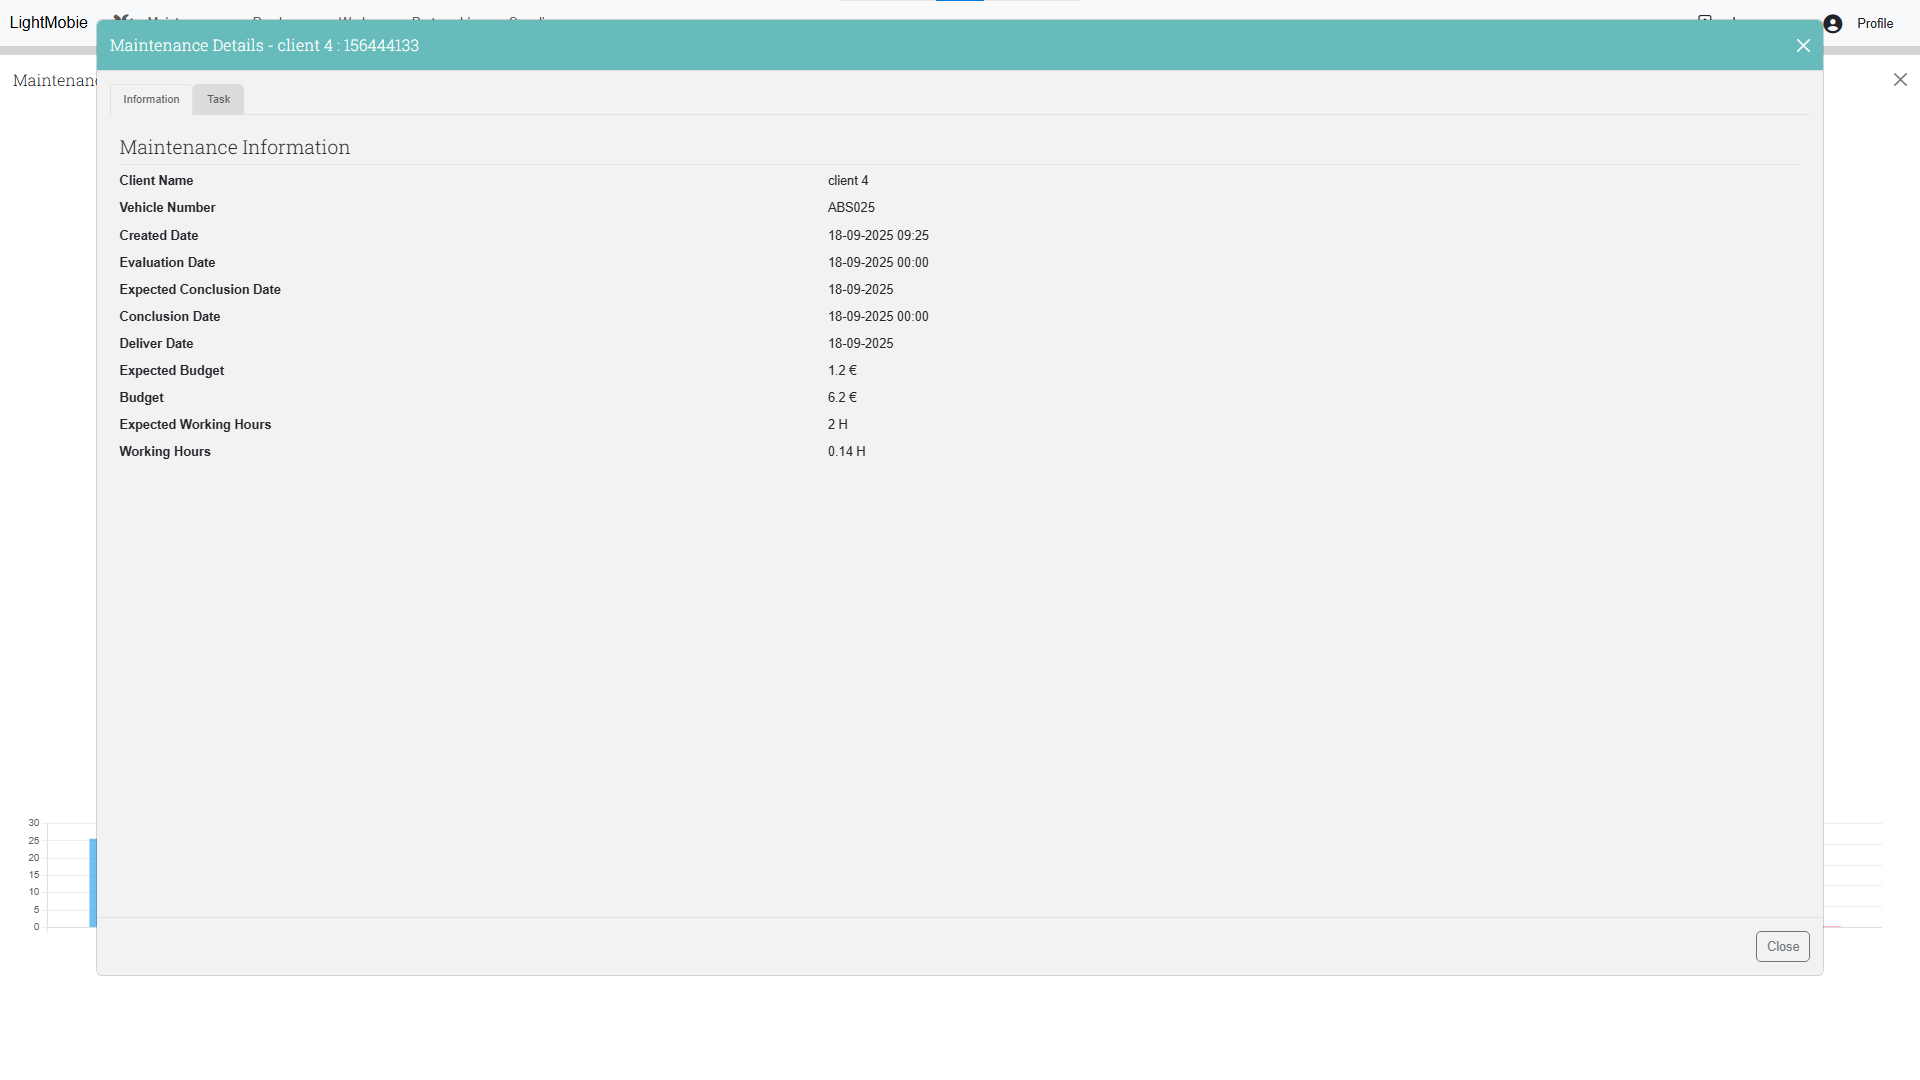 LightMobie
Profile
Maintenance Details - client 4 : 156444133
Information Task
Maintenance Information
Client Name client 4
Vehicle Number ABS025
Created Date 18-09-2025 09:25
Evaluation Date 18-09-2025 00:00
Expected Conclusion Date 18-09-2025
Conclusion Date 18-09-2025 00:00
Deliver Date 18-09-2025
Expected Budget 1.2 €
Budget 6.2 €
Expected Working Hours 2 H
Working Hours 0.14 H
30
25
20
15
10
5
0
Close